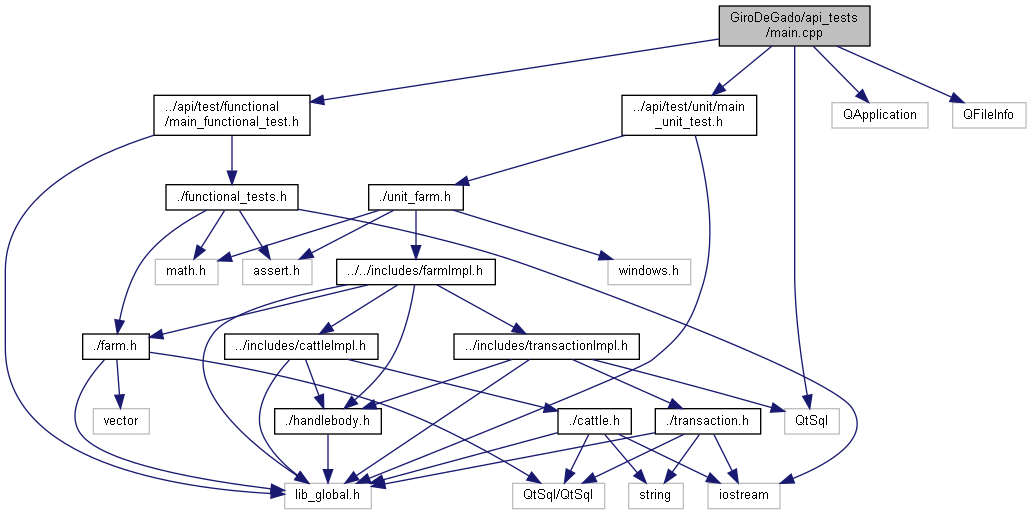 GiroDeGado/api_tests
/main.cpp
../api/test/functional
/main_functional_test.h
../api/test/unit/main
_unit_test.h
QApplication
QFileInfo
./functional_tests.h
./unit_farm.h
math.h
assert.h
../../includes/farmImpl.h
windows.h
./farm.h
../includes/cattleImpl.h
../includes/transactionImpl.h
vector
./handlebody.h
./cattle.h
./transaction.h
QtSql
lib_global.h
QtSql/QtSql
string
iostream